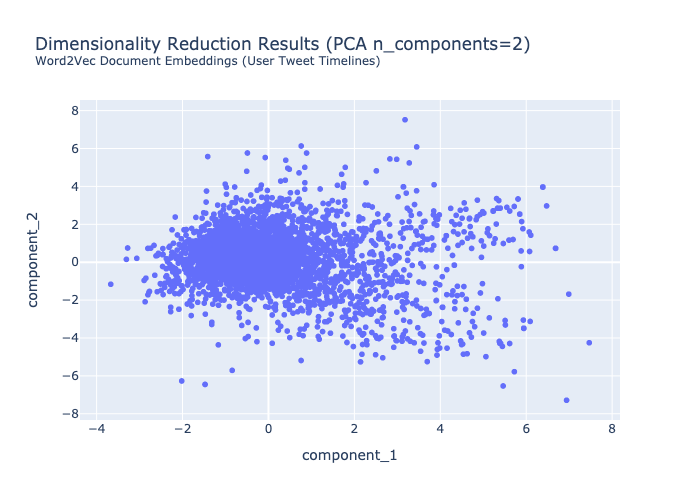 Dimensionality Reduction Results (PCA n_components=2)
Word2Vec Document Embeddings (User Tweet Timelines)
8
6
4
2
0
−2
−4
−6
−8
component_2
−4 −2 0 2 4 6 8
component_1